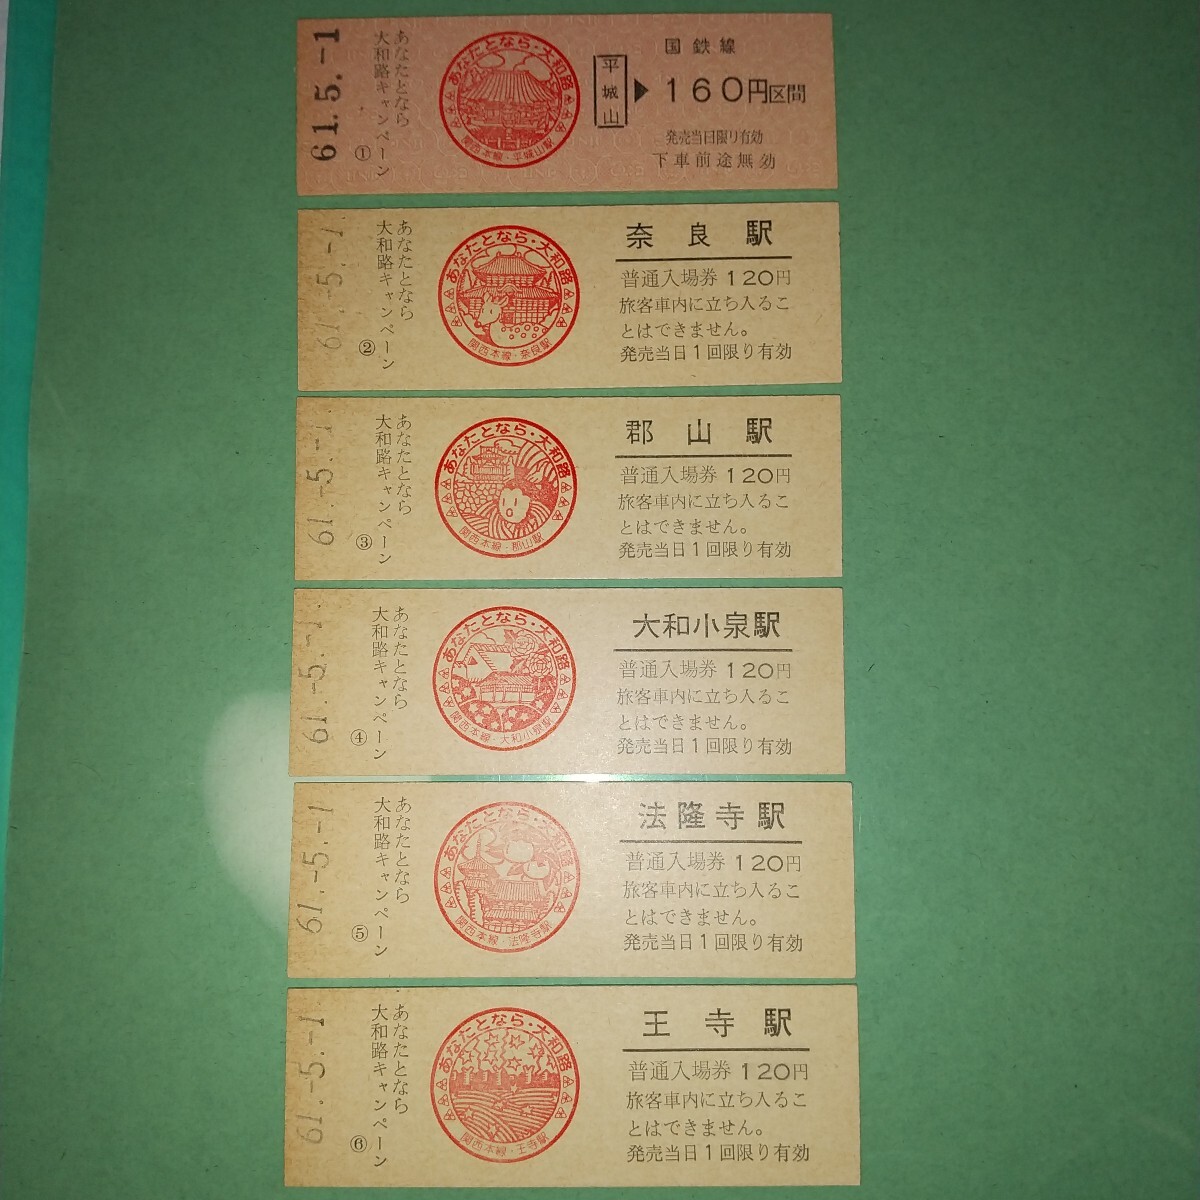 61.5.-1
あなたとなら
大和路キャンペーン
①
あなたとなら・大和路
関西本線・平城山駅
平城山
国鉄線
160円区間
発売当日限り有効
下車前途無効
61.-5.-1
あなたとなら
大和路キャンペーン
②
あなたとなら・大和路
関西本線・奈良駅
奈良駅
普通入場券 120円
旅客車内に立ち入るこ
とはできません。
発売当日1回限り有効
61.-5.-1
あなたとなら
大和路キャンペーン
③
あなたとなら・大和路
関西本線・郡山駅
郡山駅
普通入場券 120円
旅客車内に立ち入るこ
とはできません。
発売当日1回限り有効
61.-5.-1
あなたとなら
大和路キャンペーン
④
あなたとなら・大和路
関西本線・大和小泉駅
大和小泉駅
普通入場券 120円
旅客車内に立ち入るこ
とはできません。
発売当日1回限り有効
61.-5.-1
あなたとなら
大和路キャンペーン
⑤
あなたとなら・大和路
関西本線・法隆寺駅
法隆寺駅
普通入場券 120円
旅客車内に立ち入るこ
とはできません。
発売当日1回限り有効
61.-5.-1
あなたとなら
大和路キャンペーン
⑥
あなたとなら・大和路
関西本線・王寺駅
王寺駅
普通入場券 120円
旅客車内に立ち入るこ
とはできません。
発売当日1回限り有効